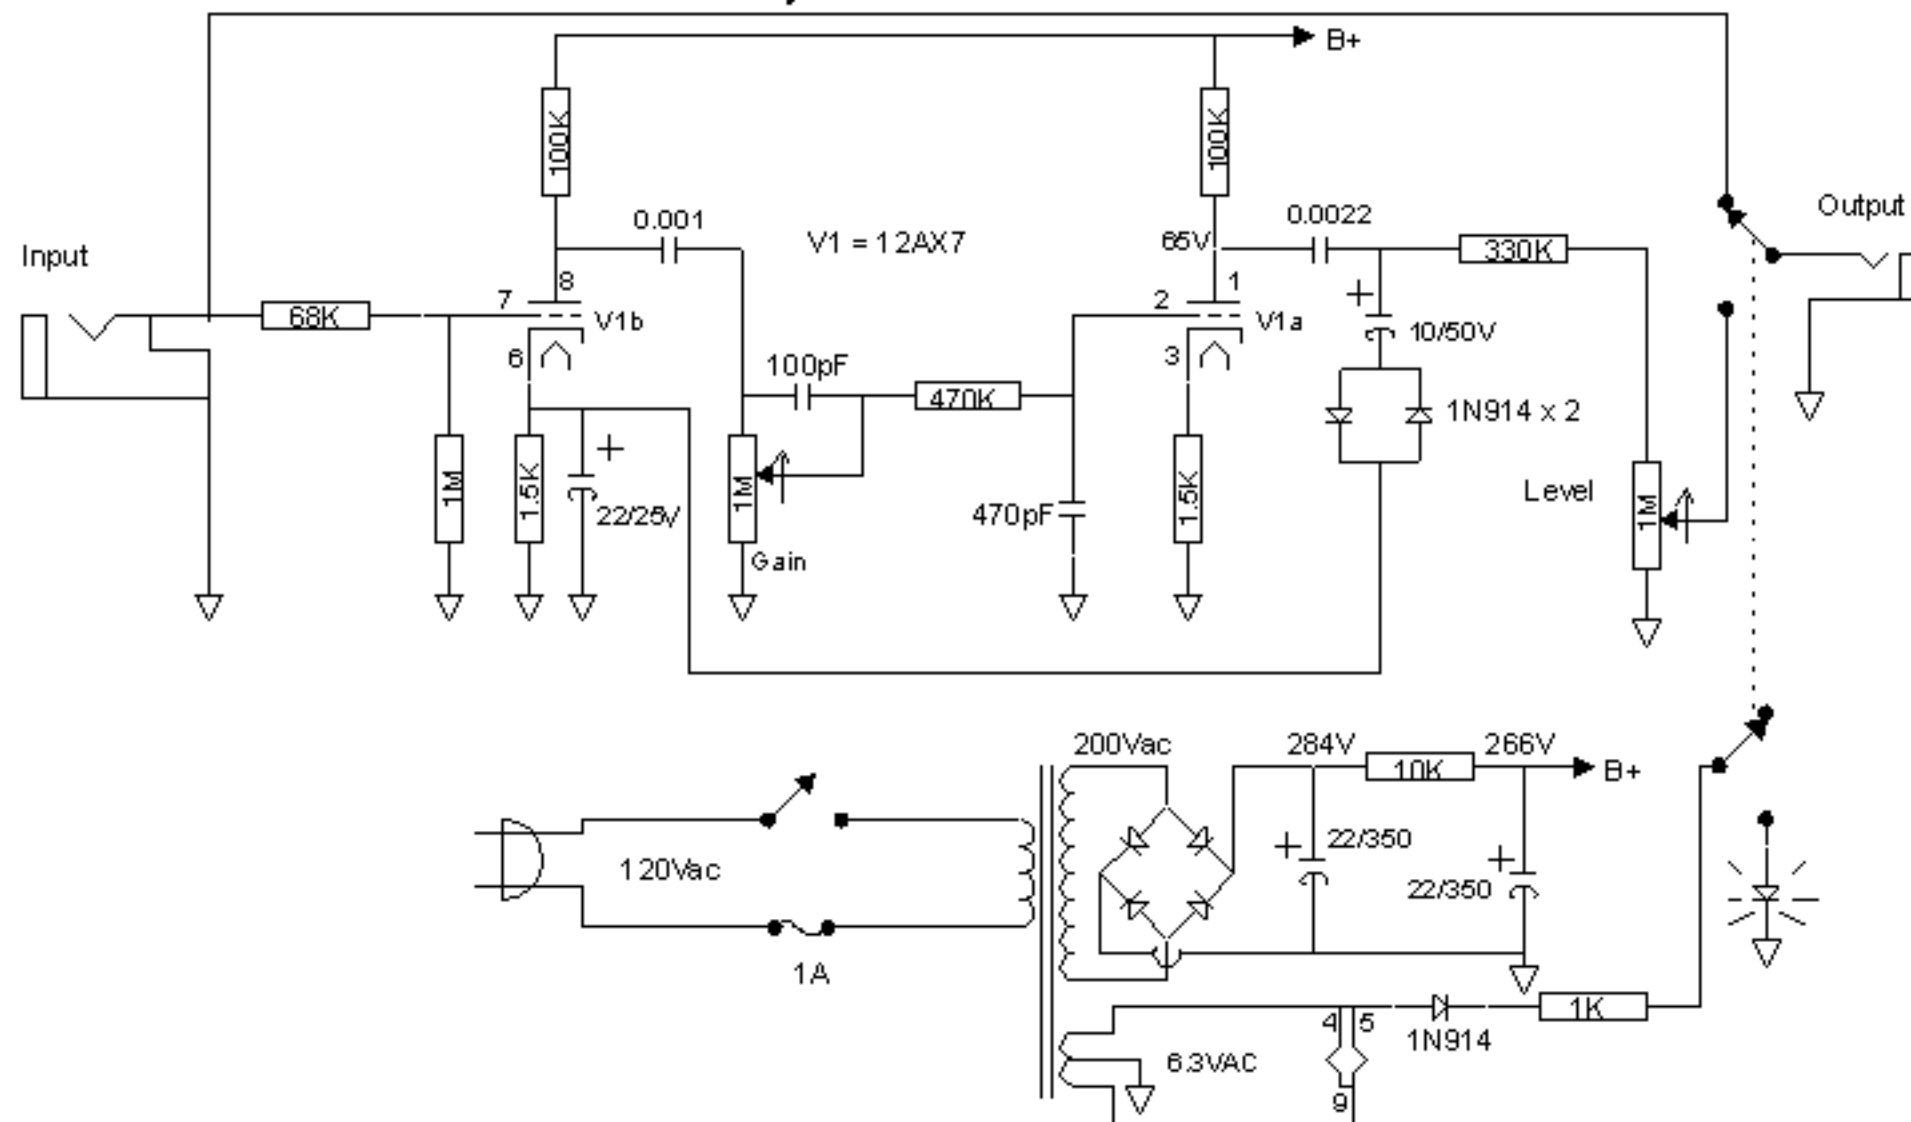 B+
100K
100K
0.001
V1 = 12AX7
65V
0.0022
Output
Input
330K
8
1
7
2
68K
V1b
V1a
10/50V
6
3
100pF
470K
1N914 x 2
1M
1.5K
22/25V
1M
Gain
470pF
1.5K
Level
1M
200Vac
284V
266V
10K
B+
120Vac
22/350
22/350
1A
4
5
1N914
1K
6.3VAC
9